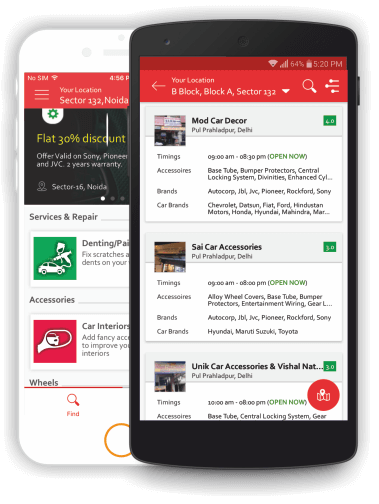 No SIM
4:56 P
Your Location
Sector 132,Noida
Flat 30% discount
Offer Valid on Sony, Pioneer
and JVC. 2 years warranty.
Sector-16, Noida.
Services & Repair
Denting/Pai
Fix scratches a
dents on your
Accessories
Car Interiors
Add fancy acce
to improve you
interiors
Wheels
Find
64% 5:20 PM
Your Location
B Block, Block A, Sector 132
Mod Car Decor
4.0
Pul Prahladpur, Delhi
Timings 09:00 am - 08:30 pm (OPEN NOW)
Accessories Base Tube, Bumper Protectors, Central
Locking System, Divinities, Enhanced Cyl...
Brands Autocorp, Jbl, Jvc, Pioneer, Rockford, Sony
Car Brands Chevrolet, Datsun, Fiat, Ford, Hindustan
Motors, Honda, Hyundai, Mahindra, Mar...
Sai Car Accessories
3.0
Pul Prahladpur, Delhi
Timings 09:00 am - 08:00 pm (OPEN NOW)
Accessories Alloy Wheel Covers, Base Tube, Bumper
Protectors, Entertainment Wiring, Gear L...
Brands Autocorp, Jbl, Jvc, Pioneer, Rockford, Sony
Car Brands Hyundai, Maruti Suzuki, Toyota
Unik Car Accessories & Vishal Nat...
3.0
Pul Prahladpur, Delhi
Timings 10:00 am - 08:00 pm (OPEN NOW)
Accessoires Base Tube, Central Locking System, Gear